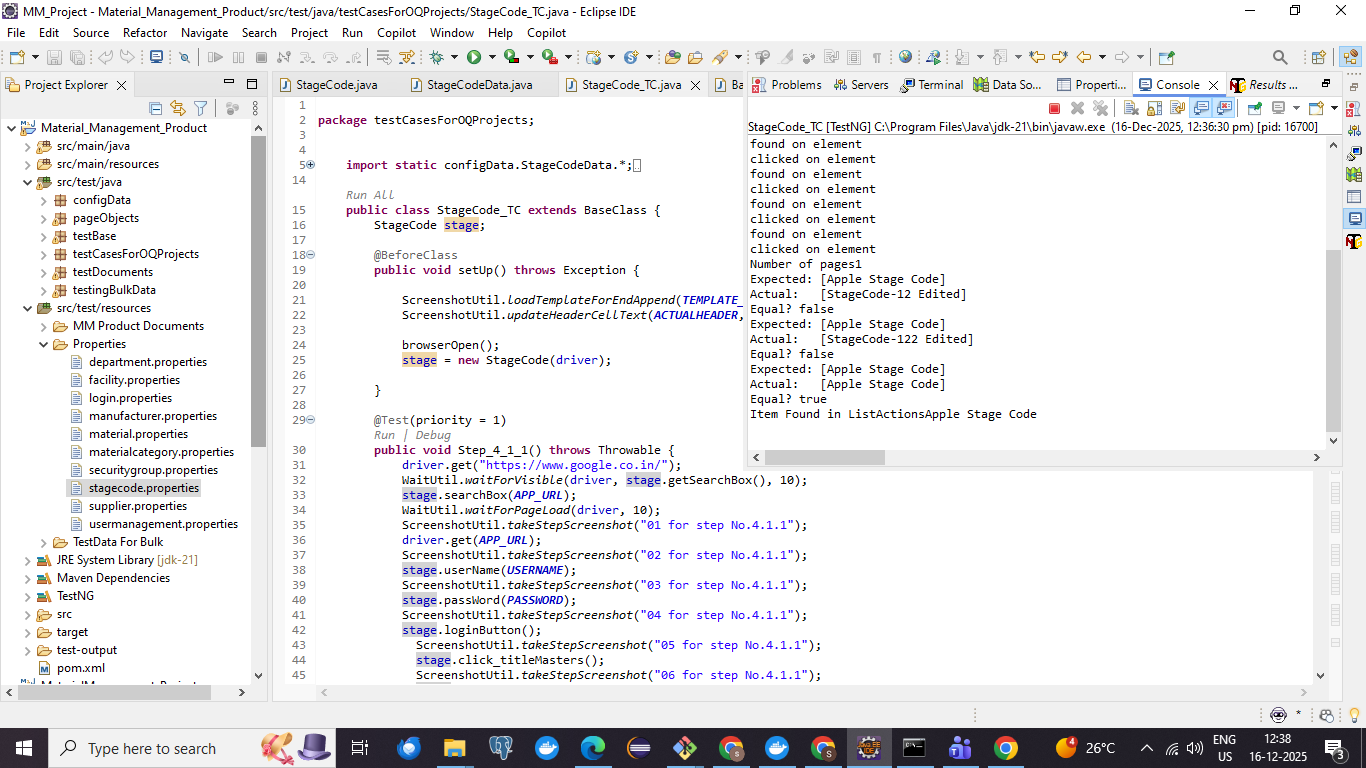 MM_Project - Material_Management_Product/src/test/java/testCasesForOQProjects/StageCode_TC.java - Eclipse IDE
File Edit Source Refactor Navigate Search Project Run Copilot Window Help Copilot
Project Explorer
Material_Management_Product
src/main/java
src/main/resources
src/test/java
configData
pageObjects
testBase
testCasesForOQProjects
testDocuments
testingBulkData
src/test/resources
MM Product Documents
Properties
department.properties
facility.properties
login.properties
manufacturer.properties
material.properties
materialcategory.properties
securitygroup.properties
stagecode.properties
supplier.properties
usermanagement.properties
TestData For Bulk
JRE System Library [jdk-21]
Maven Dependencies
TestNG
src
target
test-output
pom.xml
StageCode.java StageCodeData.java StageCode_TC.java Ba
1
2 package testCasesForOQProjects;
3
4
5 import static configData.StageCodeData.*;
14
Run All
15 public class StageCode_TC extends BaseClass {
16 StageCode stage;
17
18 @BeforeClass
19 public void setUp() throws Exception {
20
21 ScreenshotUtil.loadTemplateForEndAppend(TEMPLATE_
22 ScreenshotUtil.updateHeaderCellText(ACTUALHEADER,
23
24 browserOpen();
25 stage = new StageCode(driver);
26
27 }
28
29 @Test(priority = 1)
Run | Debug
30 public void Step_4_1_1() throws Throwable {
31 driver.get("https://www.google.co.in/");
32 WaitUtil.waitForVisible(driver, stage.getSearchBox(), 10);
33 stage.searchBox(APP_URL);
34 WaitUtil.waitForPageLoad(driver, 10);
35 ScreenshotUtil.takeStepScreenshot("01 for step No.4.1.1");
36 driver.get(APP_URL);
37 ScreenshotUtil.takeStepScreenshot("02 for step No.4.1.1");
38 stage.userName(USERNAME);
39 ScreenshotUtil.takeStepScreenshot("03 for step No.4.1.1");
40 stage.passWord(PASSWORD);
41 ScreenshotUtil.takeStepScreenshot("04 for step No.4.1.1");
42 stage.loginButton();
43 ScreenshotUtil.takeStepScreenshot("05 for step No.4.1.1");
44 stage.click_titleMasters();
45 ScreenshotUtil.takeStepScreenshot("06 for step No.4.1.1");
Problems Servers Terminal Data So... Properti... Console Results ...
StageCode_TC [TestNG] C:\Program Files\Java\jdk-21\bin\javaw.exe (16-Dec-2025, 12:36:30 pm) [pid: 16700]
found on element
clicked on element
found on element
clicked on element
found on element
clicked on element
found on element
clicked on element
Number of pages1
Expected: [Apple Stage Code]
Actual: [StageCode-12 Edited]
Equal? false
Expected: [Apple Stage Code]
Actual: [StageCode-122 Edited]
Equal? false
Expected: [Apple Stage Code]
Actual: [Apple Stage Code]
Equal? true
Item Found in ListActionsApple Stage Code
Type here to search
26°C
ENG
US
12:38
16-12-2025
3